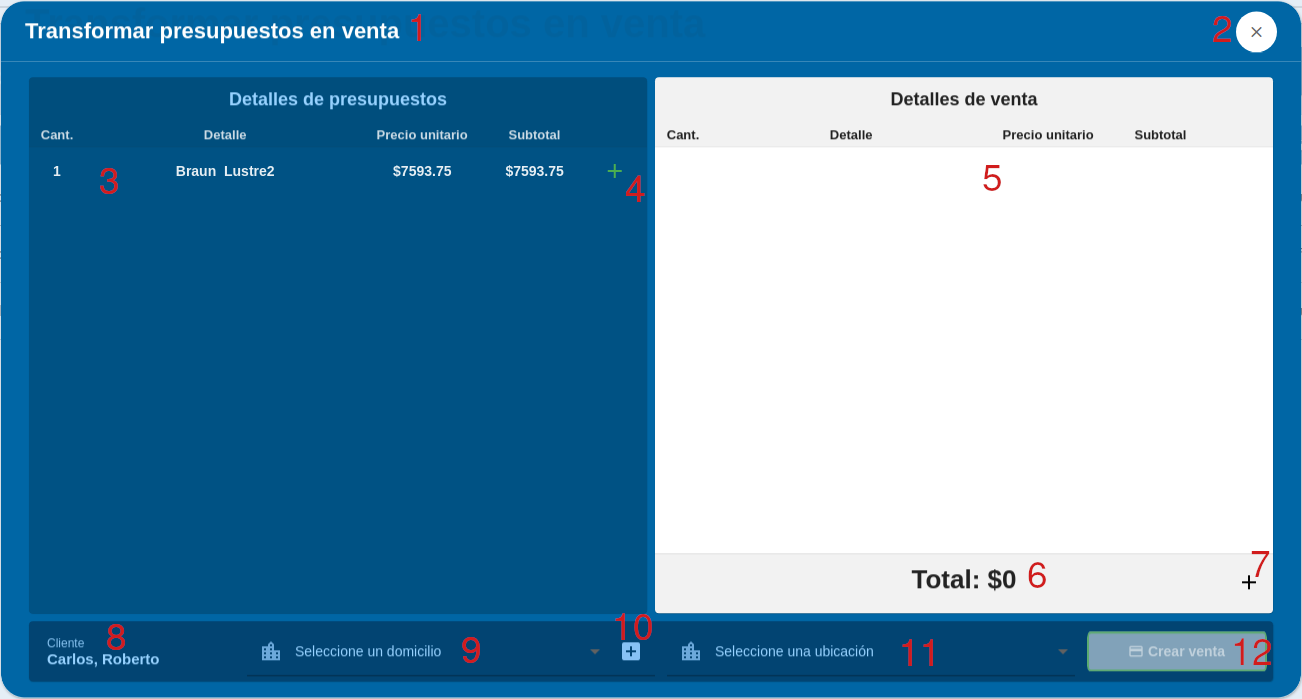 Transformar presupuestos en venta 1
2
Detalles de presupuestos
Cant. Detalle Precio unitario Subtotal
1 3 Braun Lustre2 $7593.75 $7593.75 + 4
Detalles de venta
Cant. Detalle Precio unitario Subtotal
5
Total: $0 6
+ 7
Cliente 8
Carlos, Roberto
Seleccione un domicilio 9
10
Seleccione una ubicación 11
Crear venta 12